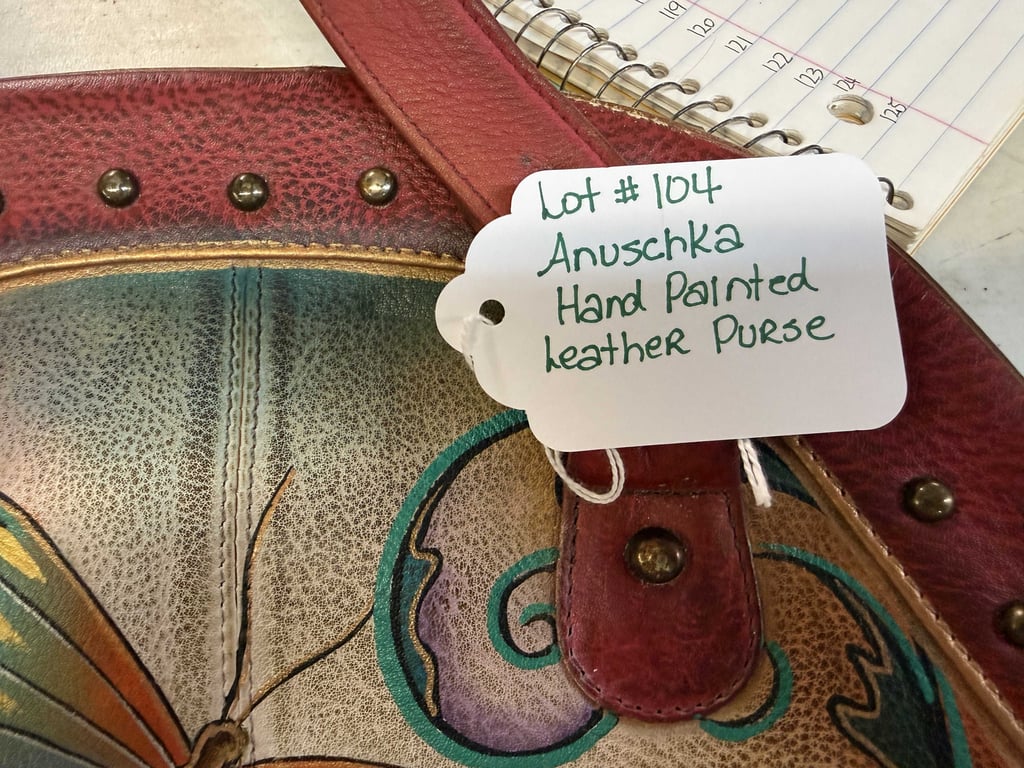 119
120
121
122
123
124
125
Lot # 104
Anuschka
Hand Painted
Leather Purse